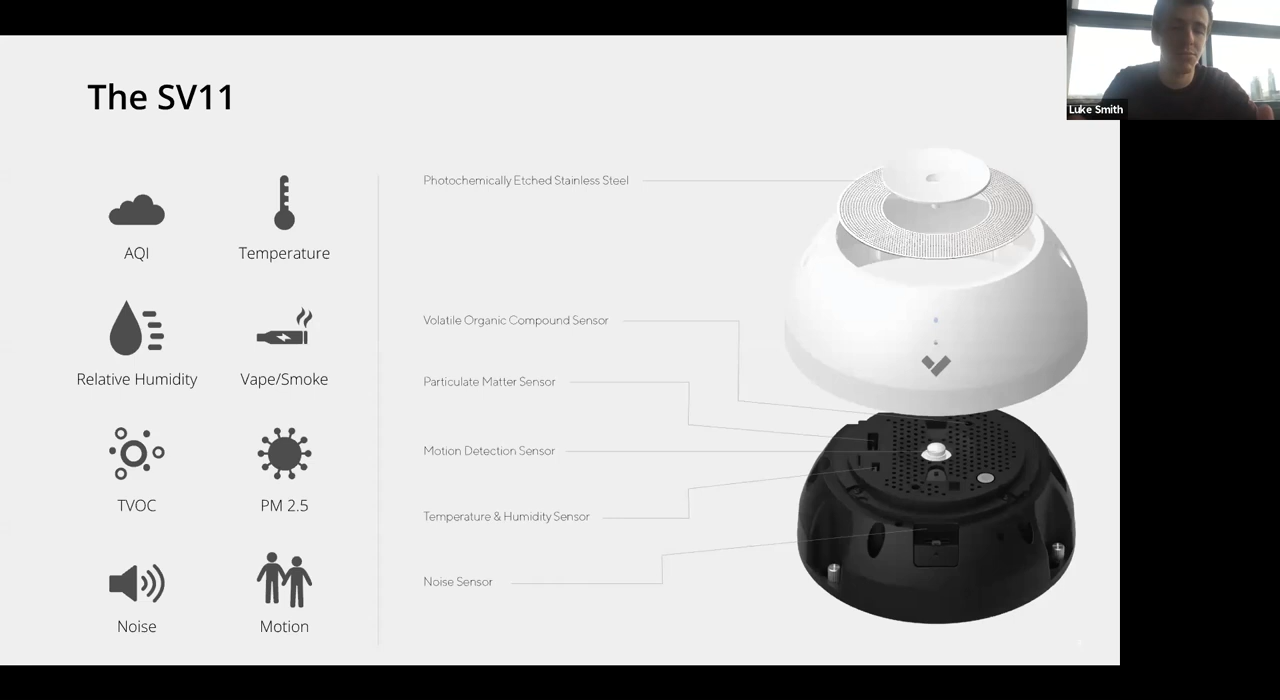 The SV11
AQI
Temperature
Relative Humidity
Vape/Smoke
TVOC
PM 2.5
Noise
Motion
Photochemically Etched Stainless Steel
Volatile Organic Compound Sensor
Particulate Matter Sensor
Motion Detection Sensor
Temperature & Humidity Sensor
Noise Sensor
Luke Smith